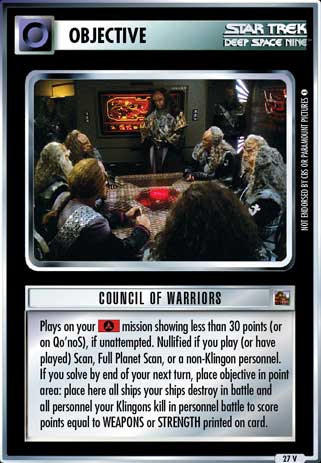 OBJECTIVE
STAR TREK
DEEP SPACE NINE
NOT ENDORSED BY CBS OR PARAMOUNT PICTURES
COUNCIL OF WARRIORS
Plays on your mission showing less than 30 points (or
on Qo'noS), if unattempted. Nullified if you play (or have
played) Scan, Full Planet Scan, or a non-Klingon personnel.
If you solve by end of your next turn, place objective in point
area: place here all ships your ships destroy in battle and
all personnel your Klingons kill in personnel battle to score
points equal to WEAPONS or STRENGTH printed on card.
27 V